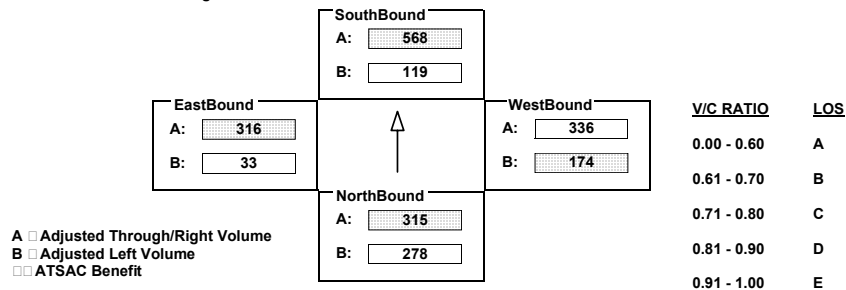 SouthBound
A: 568
B: 119
EastBound
A: 316
B: 33
WestBound
A: 336
B: 174
NorthBound
A: 315
B: 278
A □ Adjusted Through/Right Volume
B □ Adjusted Left Volume
□□ ATSAC Benefit
V/C RATIO LOS
0.00 - 0.60 A
0.61 - 0.70 B
0.71 - 0.80 C
0.81 - 0.90 D
0.91 - 1.00 E